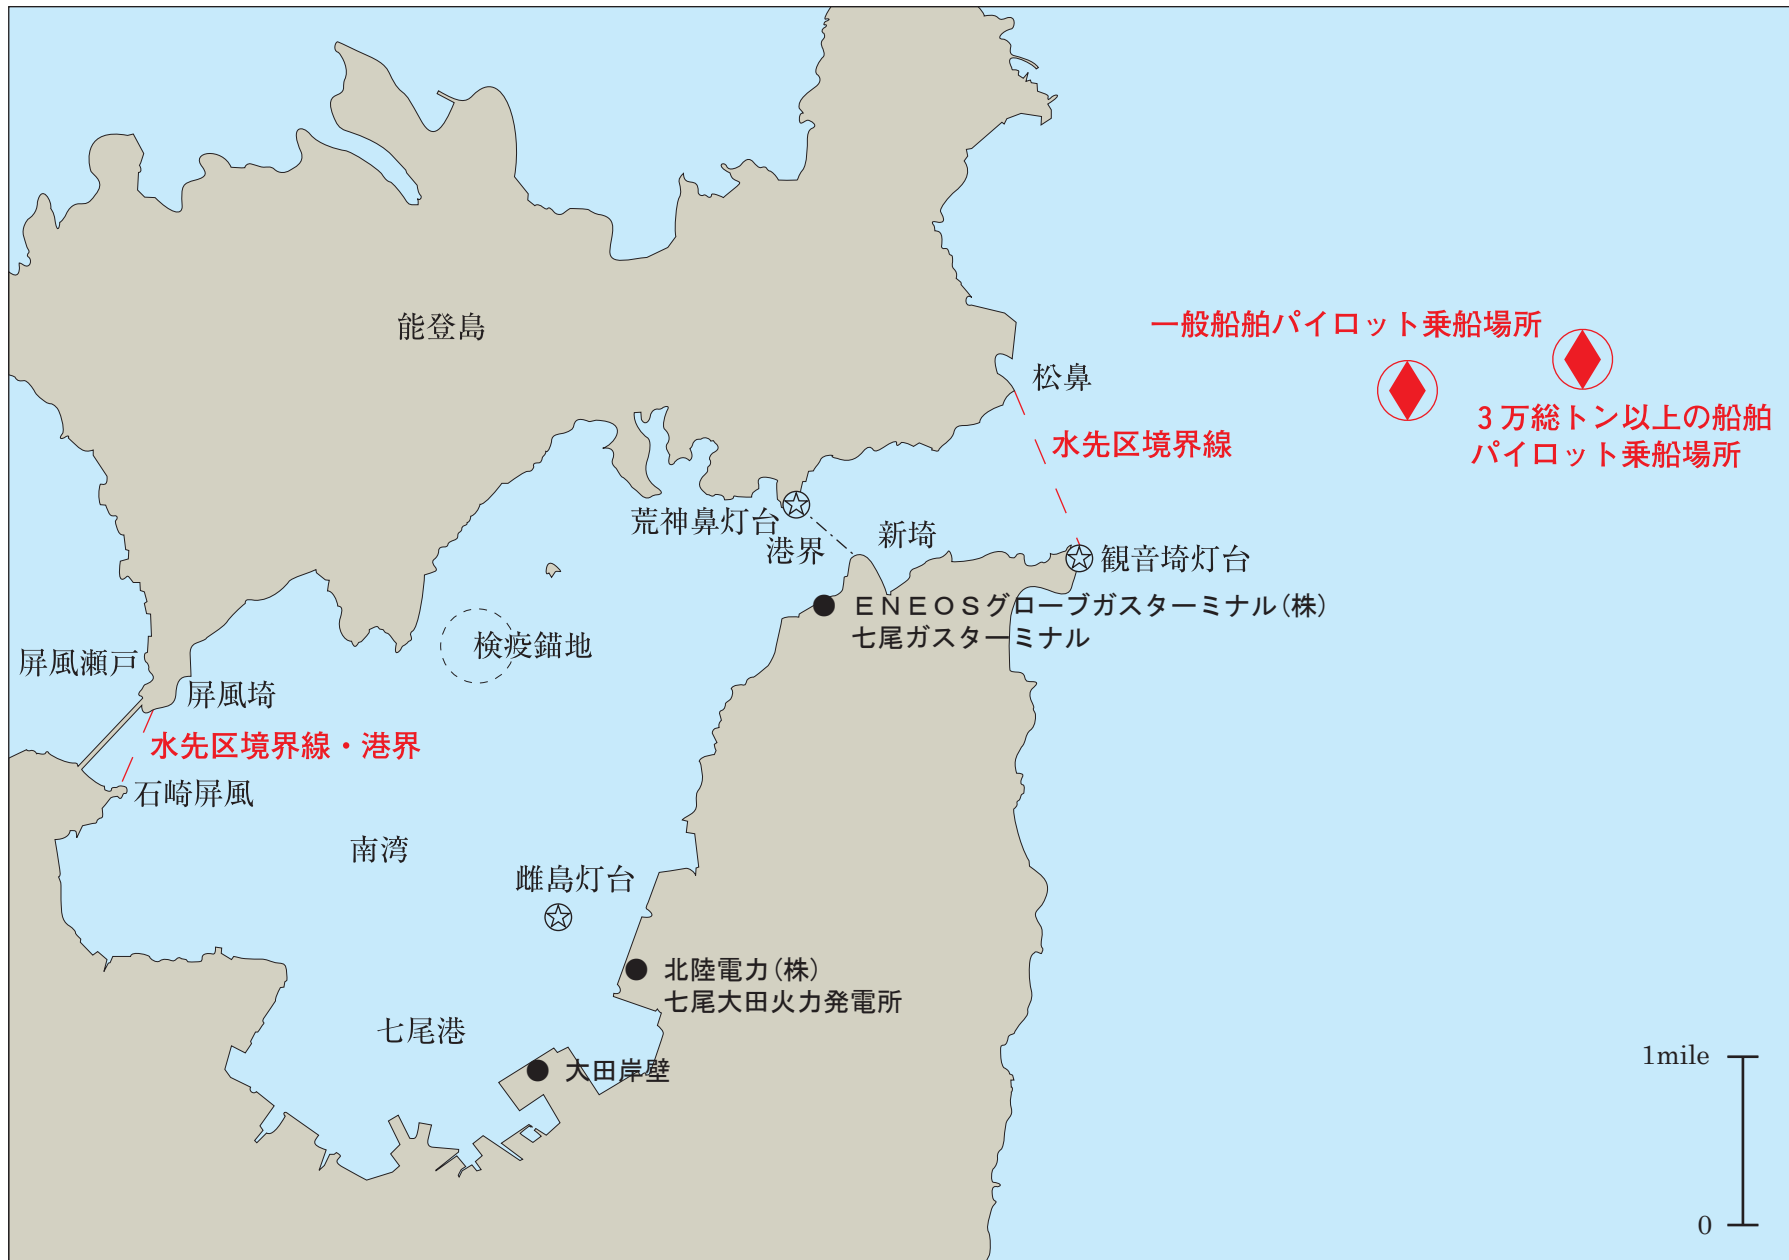 能登島
一般船舶パイロット乗船場所
松鼻
3万総トン以上の船舶
パイロット乗船場所
水先区境界線
荒神鼻灯台
港界
新埼
観音埼灯台
ENEOSグローブガスターミナル(株)
七尾ガスターミナル
検疫錨地
屏風瀬戸
屏風埼
水先区境界線・港界
石崎屏風
南湾
雌島灯台
北陸電力(株)
七尾大田火力発電所
七尾港
大田岸壁
1mile
0